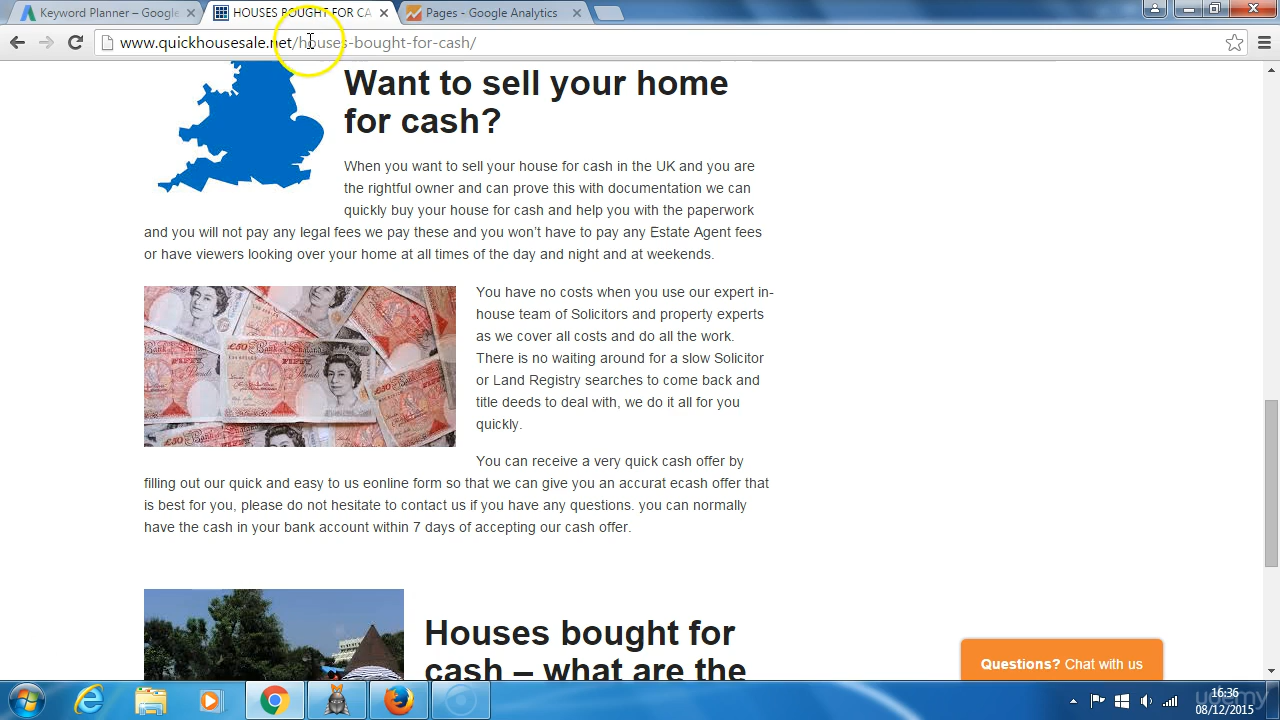 Keyword Planner – Google
HOUSES BOUGHT FOR CA
Pages - Google Analytics
www.quickhousesale.net/houses-bought-for-cash/
Want to sell your home
for cash?
When you want to sell your house for cash in the UK and you are
the rightful owner and can prove this with documentation we can
quickly buy your house for cash and help you with the paperwork
and you will not pay any legal fees we pay these and you won’t have to pay any Estate Agent fees
or have viewers looking over your home at all times of the day and night and at weekends.
You have no costs when you use our expert in-
house team of Solicitors and property experts
as we cover all costs and do all the work.
There is no waiting around for a slow Solicitor
or Land Registry searches to come back and
title deeds to deal with, we do it all for you
quickly.
You can receive a very quick cash offer by
filling out our quick and easy to us eonline form so that we can give you an accurat ecash offer that
is best for you, please do not hesitate to contact us if you have any questions. you can normally
have the cash in your bank account within 7 days of accepting our cash offer.
Houses bought for
cash – what are the
Questions? Chat with us
16:36
08/12/2015
udemy